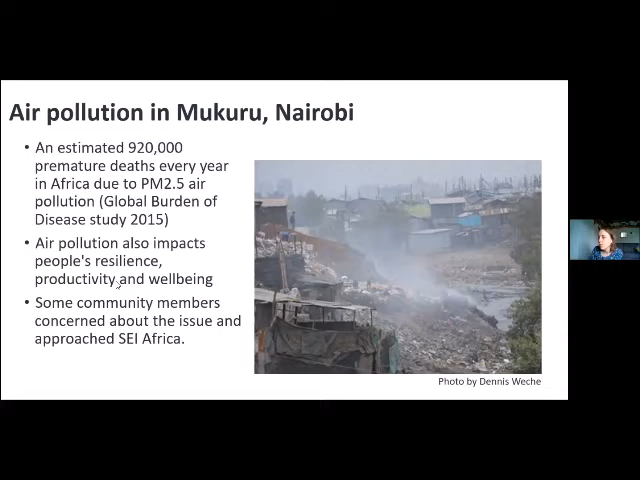 Air pollution in Mukuru, Nairobi
• An estimated 920,000
premature deaths every year
in Africa due to PM2.5 air
pollution (Global Burden of
Disease study 2015)
• Air pollution also impacts
people's resilience,
productivity and wellbeing
• Some community members
concerned about the issue and
approached SEI Africa.
Photo by Dennis Weche